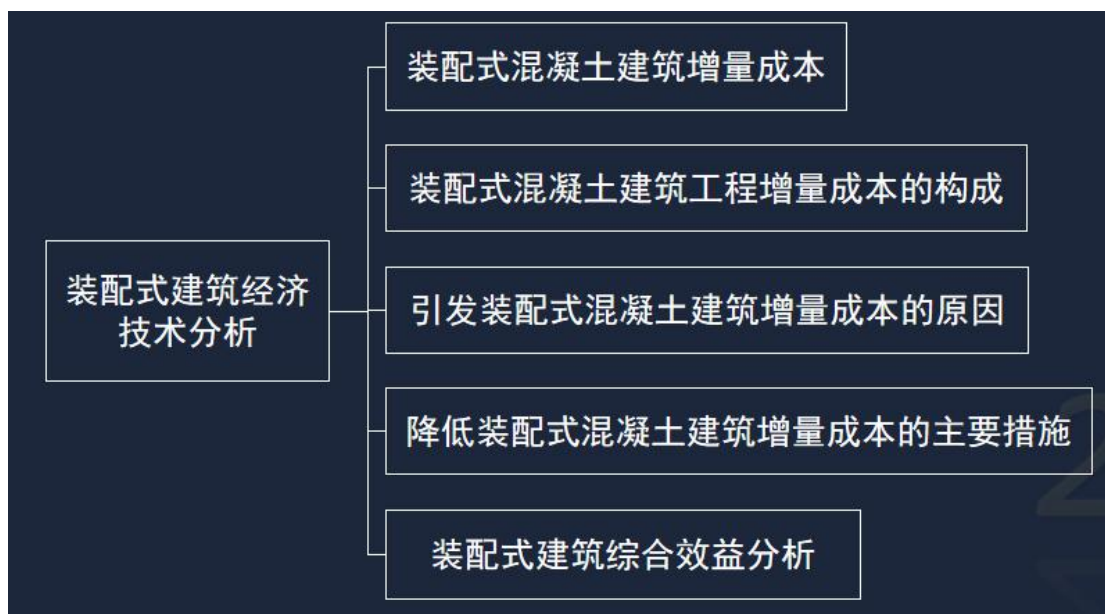 装配式混凝土建筑增量成本
装配式混凝土建筑工程增量成本的构成
装配式建筑经济
技术分析
引发装配式混凝土建筑增量成本的原因
降低装配式混凝土建筑增量成本的主要措施
装配式建筑综合效益分析
2